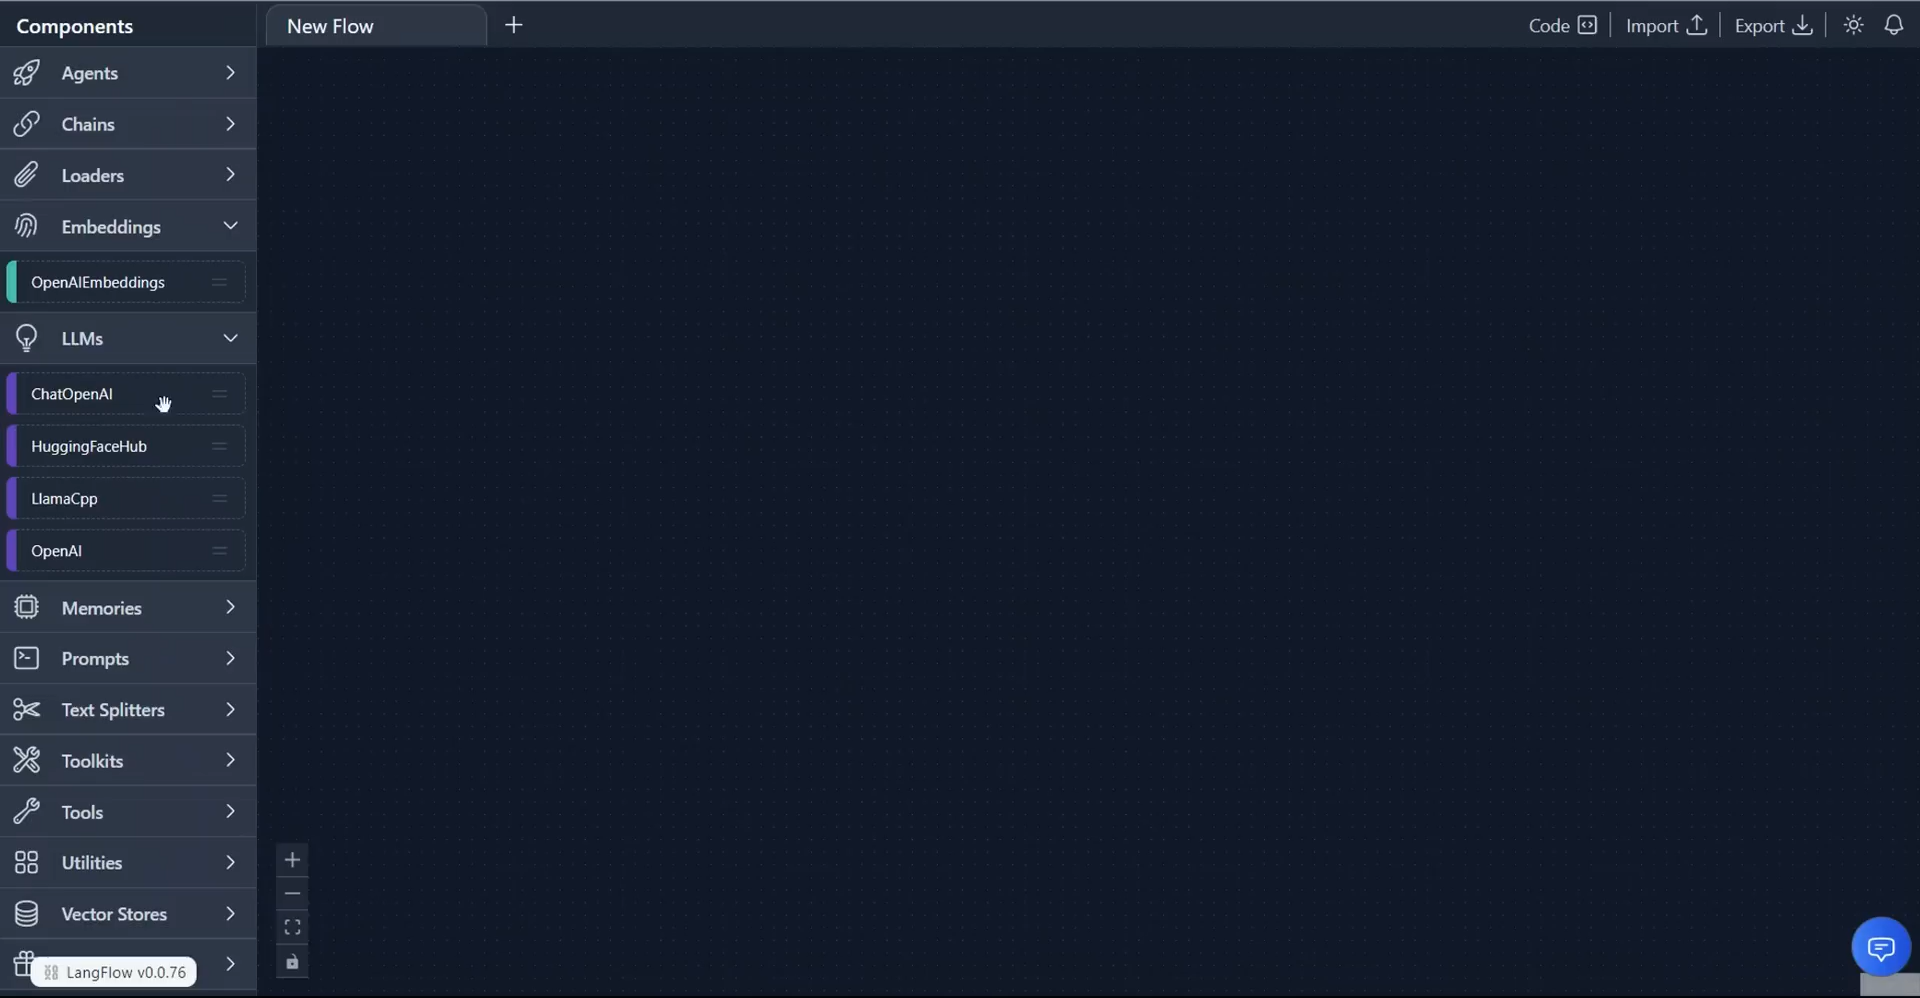 Components
New Flow
Code
Import
Export
Agents
Chains
Loaders
Embeddings
OpenAIEmbeddings
LLMs
ChatOpenAI
HuggingFaceHub
LlamaCpp
OpenAI
Memories
Prompts
Text Splitters
Toolkits
Tools
Utilities
Vector Stores
LangFlow v0.0.76